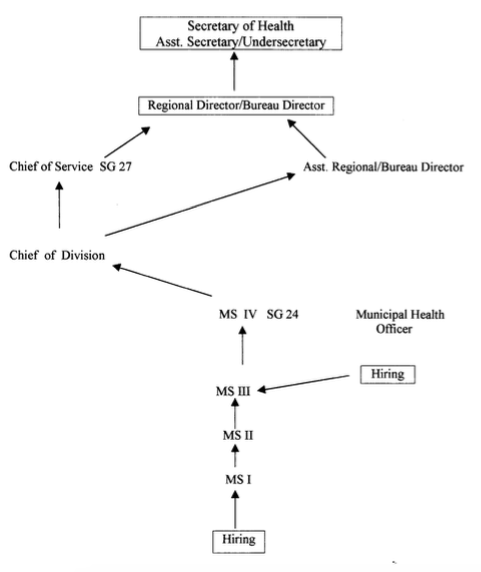 Secretary of Health
Asst. Secretary/Undersecretary
Regional Director/Bureau Director
Chief of Service SG 27
Asst. Regional/Bureau Director
Chief of Division
MS IV SG 24
Municipal Health
Officer
Hiring
MS III
MS II
MS I
Hiring